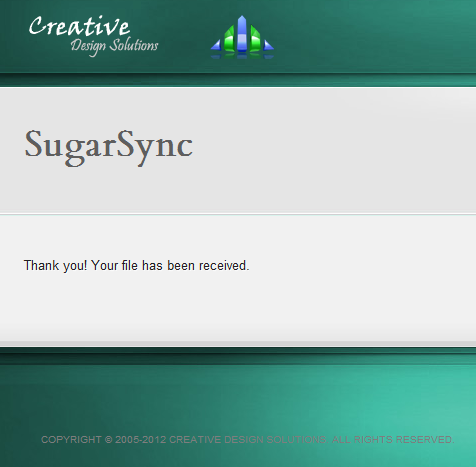 Creative
Design Solutions
SugarSync
Thank you! Your file has been received.
COPYRIGHT © 2005-2012 CREATIVE DESIGN SOLUTIONS. ALL RIGHTS RESERVED.